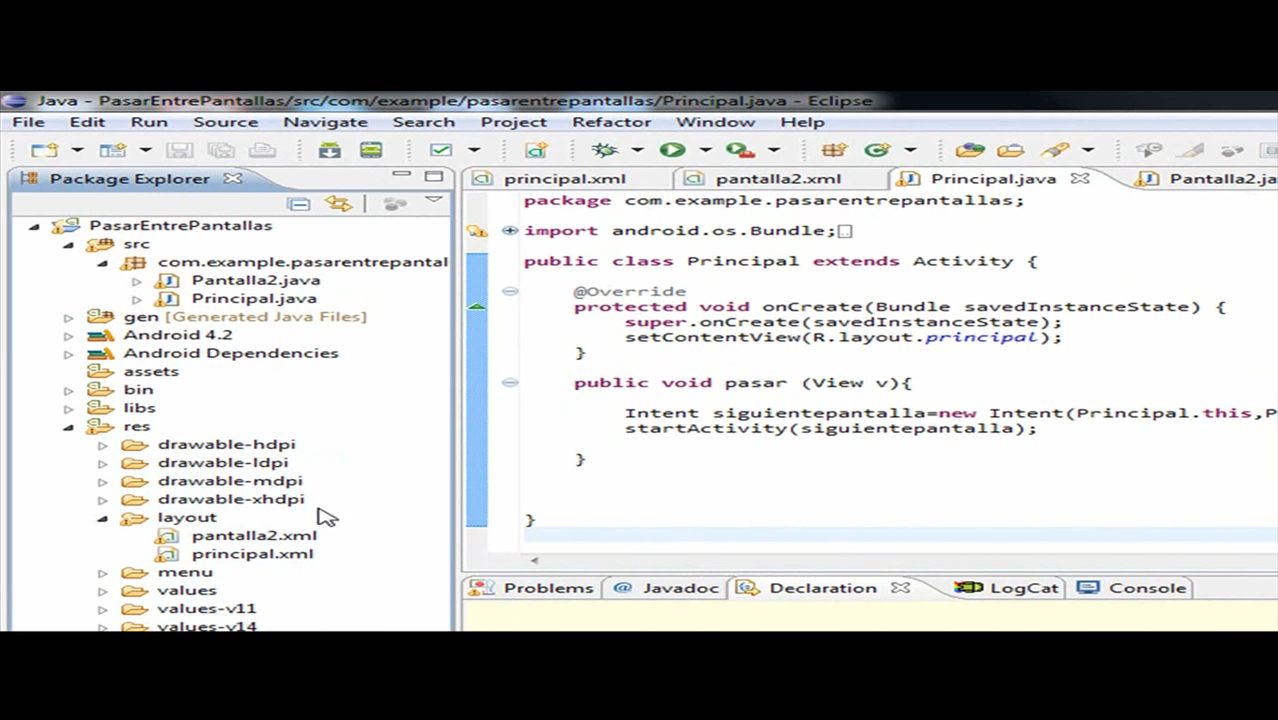 Java - PasarEntrePantallas/src/com/example/pasarentrepantallas/Principal.java - Eclipse
File Edit Run Source Navigate Search Project Refactor Window Help
Package Explorer
principal.xml pantalla2.xml Principal.java Pantalla2.ja
PasarEntrePantallas
src
com.example.pasarentrepantal
Pantalla2.java
Principal.java
gen [Generated Java Files]
Android 4.2
Android Dependencies
assets
bin
libs
res
drawable-hdpi
drawable-ldpi
drawable-mdpi
drawable-xhdpi
layout
pantalla2.xml
principal.xml
menu
values
values-v11
values-v14
package com.example.pasarentrepantallas;
import android.os.Bundle;
public class Principal extends Activity {
@Override
protected void onCreate(Bundle savedInstanceState) {
super.onCreate(savedInstanceState);
setContentView(R.layout.principal);
}
public void pasar (View v){
Intent siguientepantalla=new Intent(Principal.this,P
startActivity(siguientepantalla);
}
}
Problems @ Javadoc Declaration LogCat Console